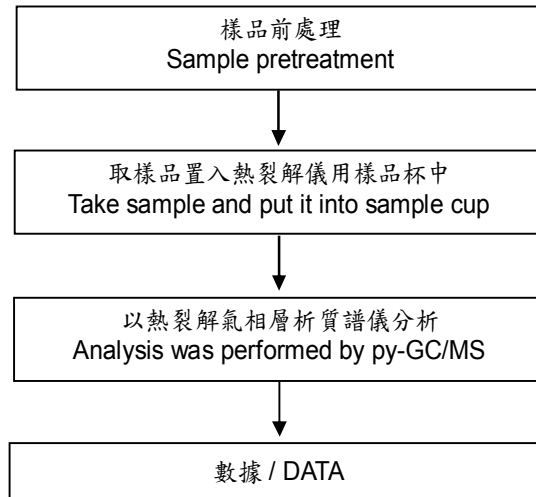 樣品前處理
Sample pretreatment
取樣品置入熱裂解儀用樣品杯中
Take sample and put it into sample cup
以熱裂解氣相層析質譜儀分析
Analysis was performed by py-GC/MS
數據 / DATA